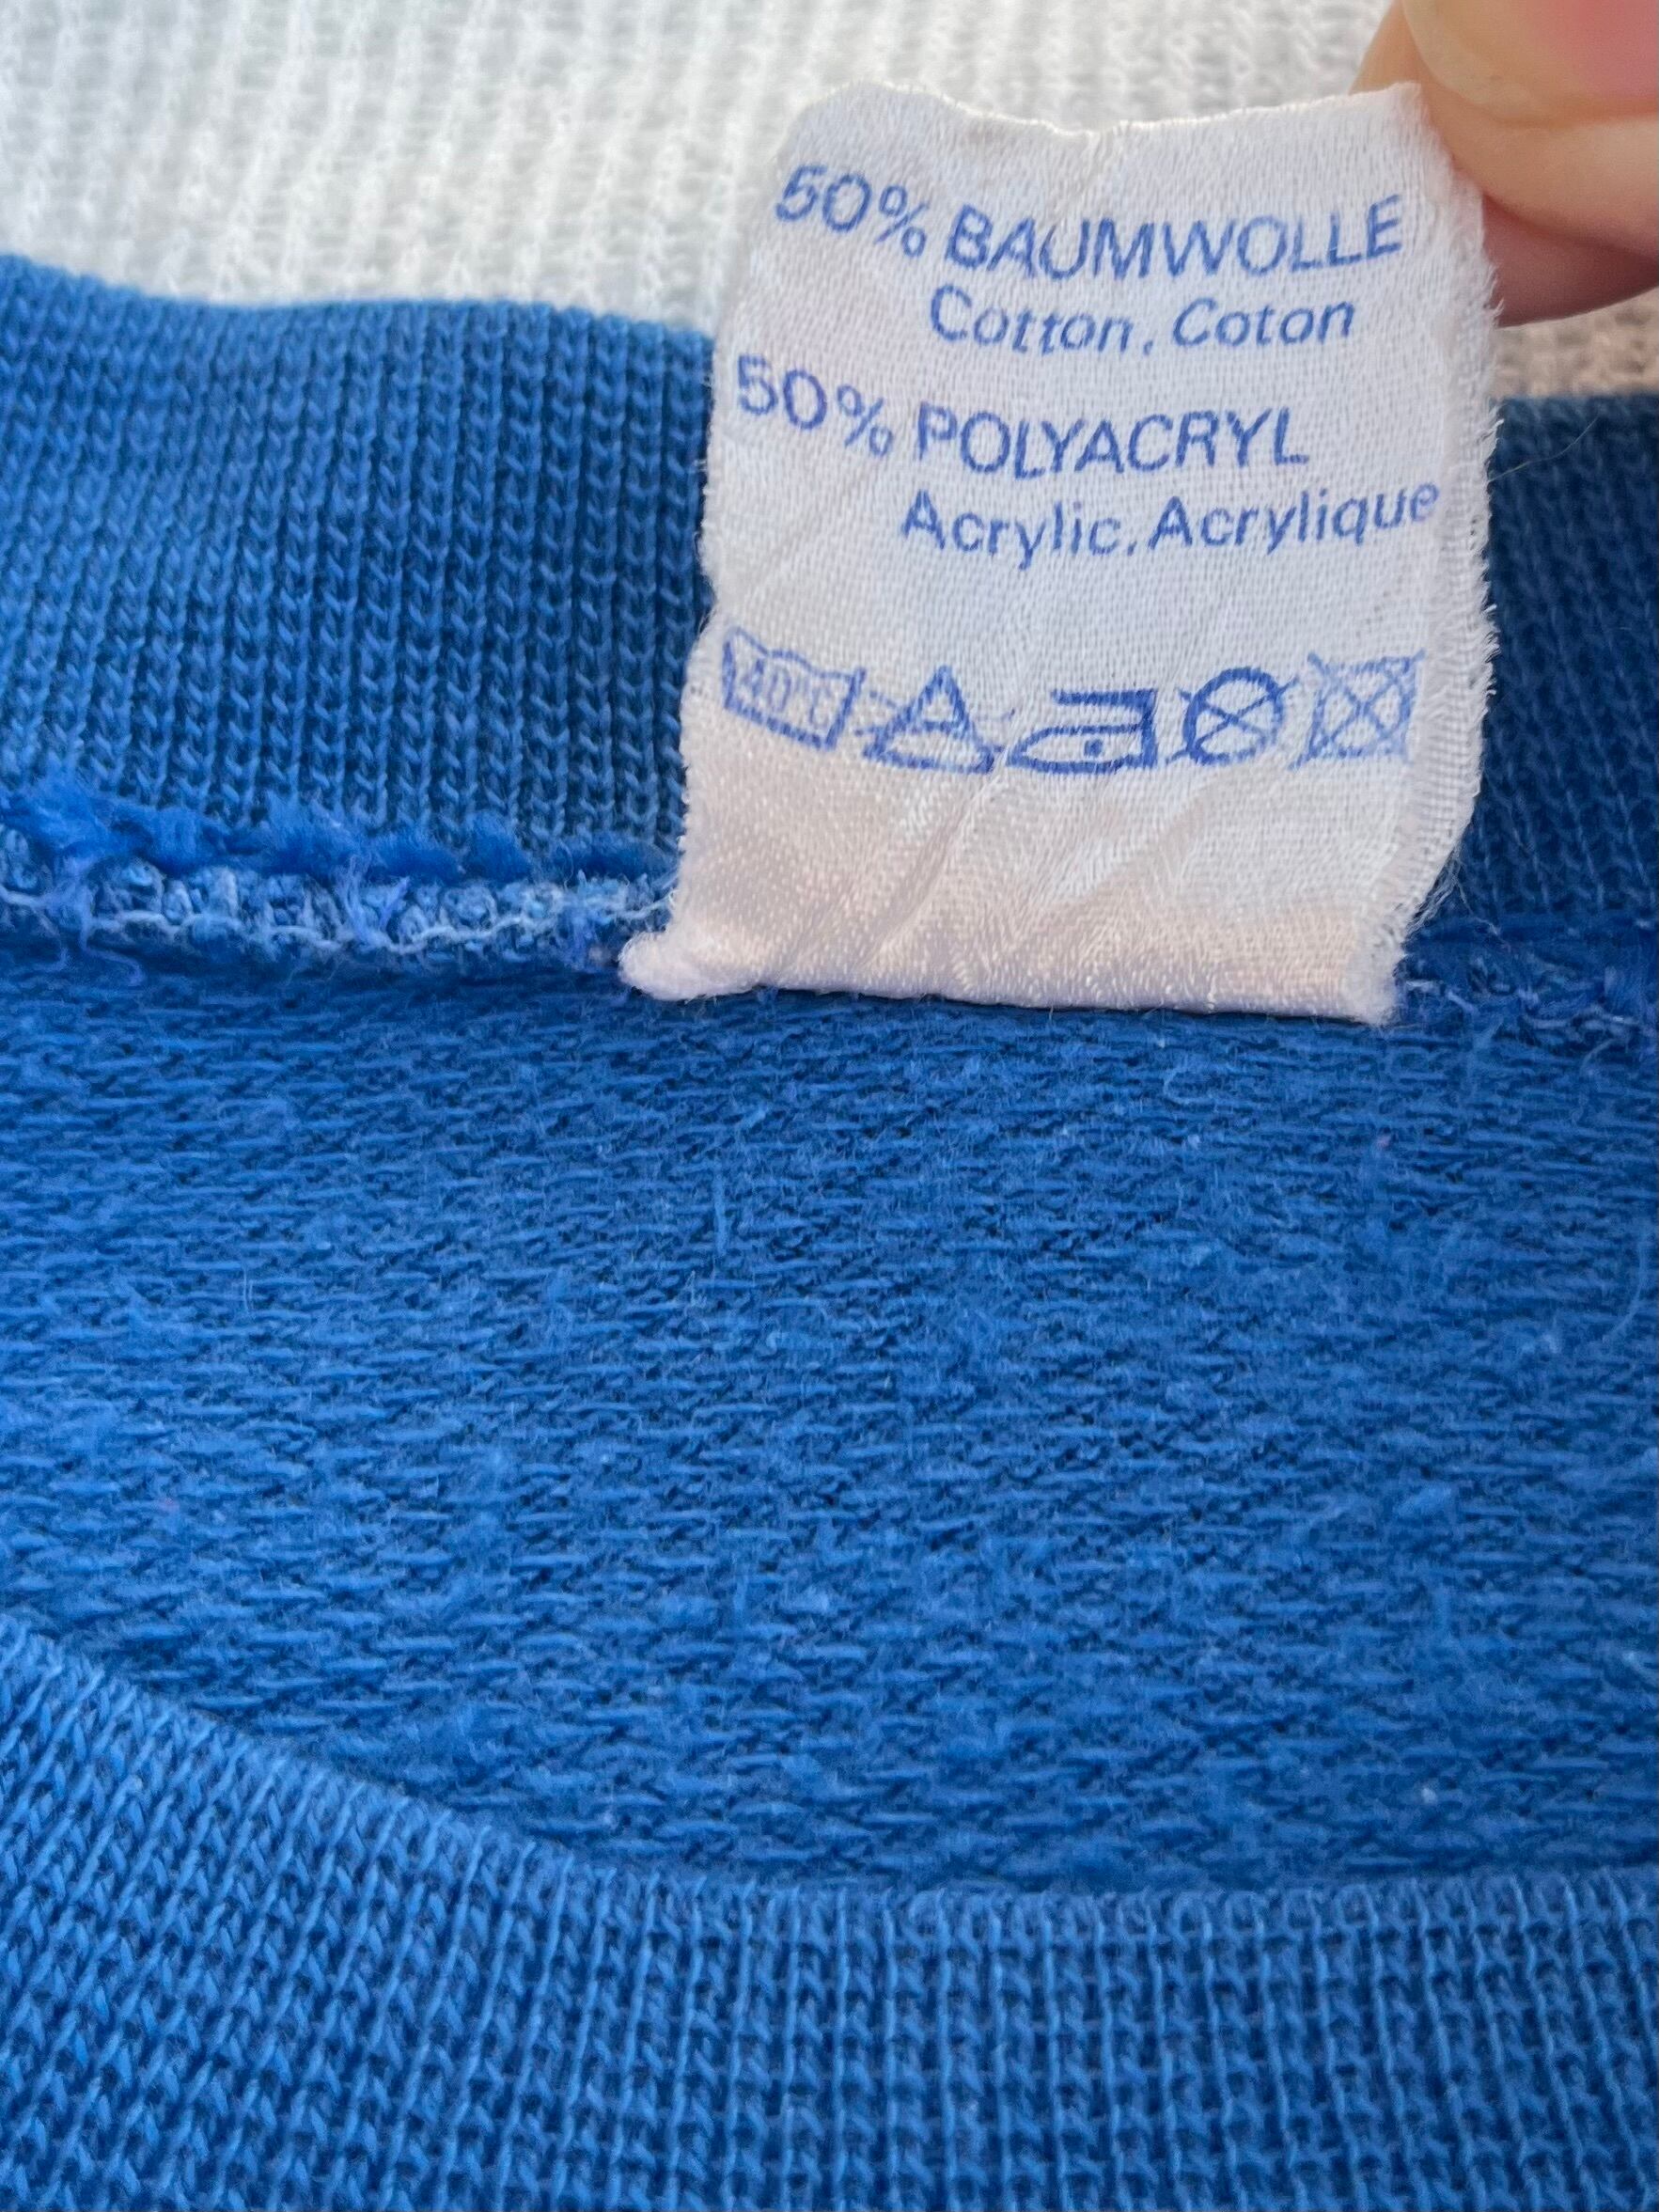 50% BAUMWOLLE
Cotton, Coton
50% POLYACRYL
Acrylic, Acrylique
40°C